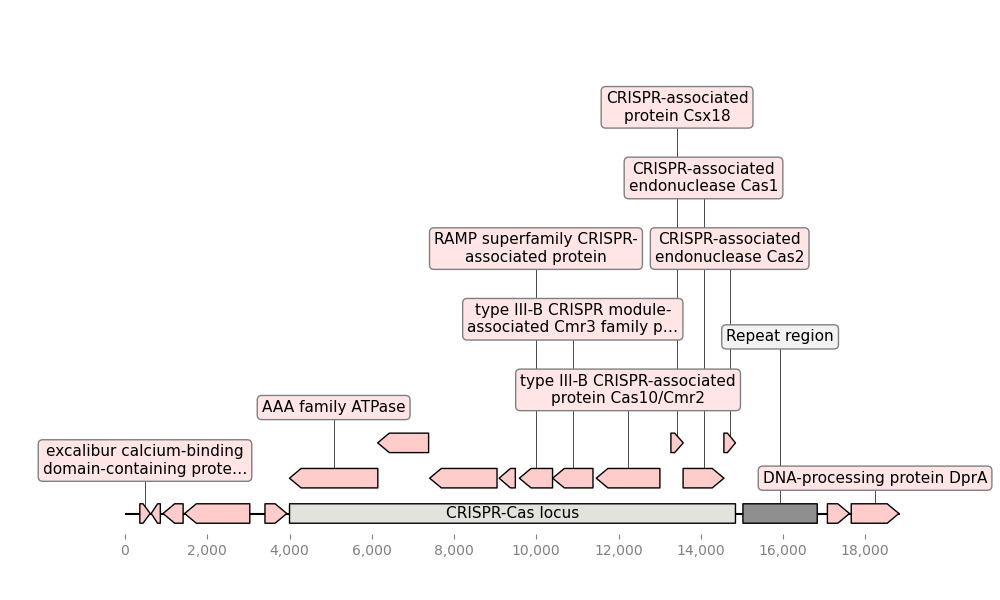 CRISPR-associated
protein Csx18
CRISPR-associated
endonuclease Cas1
RAMP superfamily CRISPR-
associated protein
CRISPR-associated
endonuclease Cas2
type III-B CRISPR module-
associated Cmr3 family p…
Repeat region
type III-B CRISPR-associated
protein Cas10/Cmr2
AAA family ATPase
excalibur calcium-binding
domain-containing prote…
DNA-processing protein DprA
CRISPR-Cas locus
0 2,000 4,000 6,000 8,000 10,000 12,000 14,000 16,000 18,000